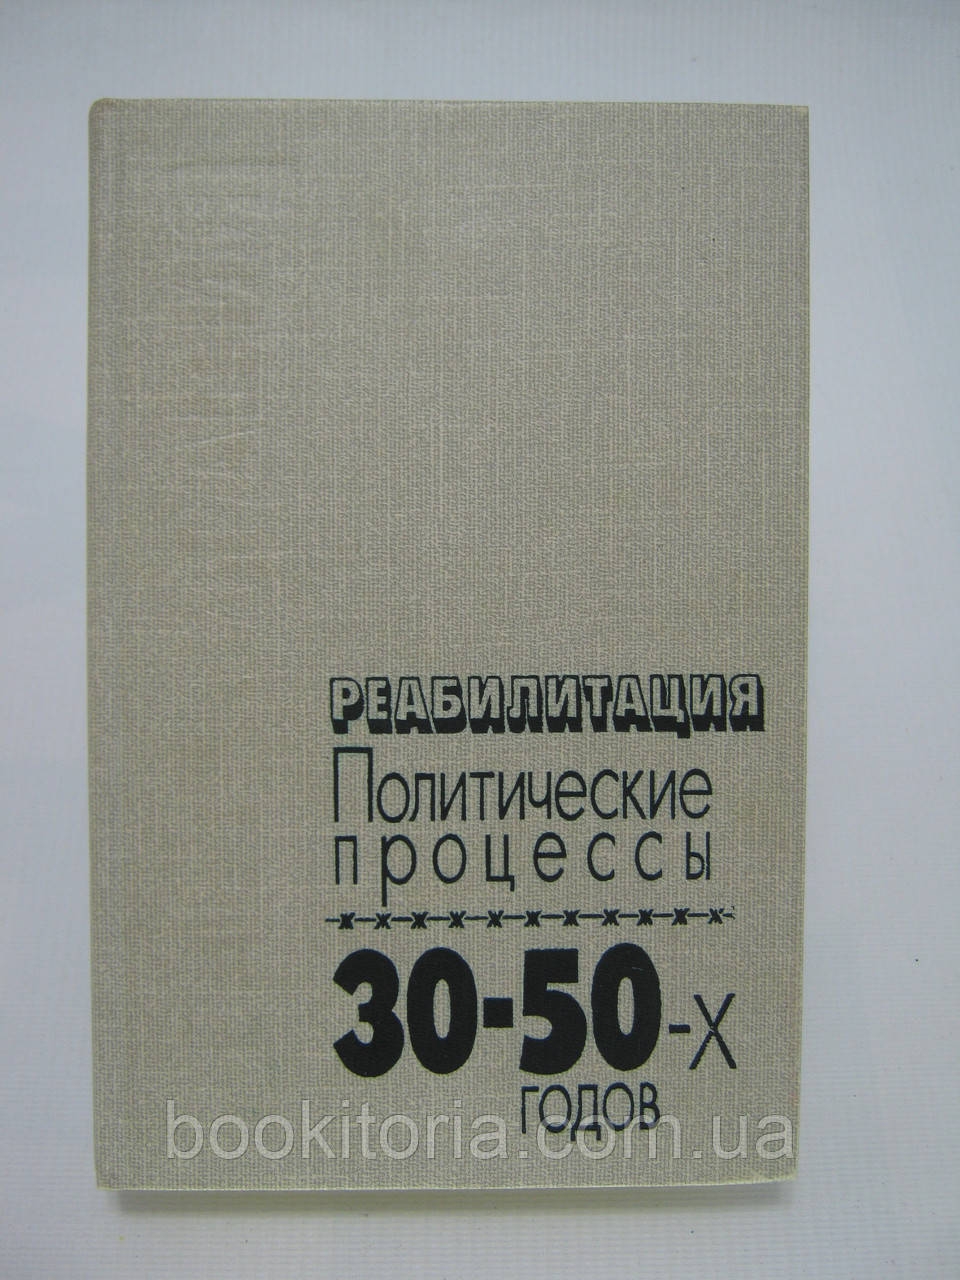 РЕАБИЛИТАЦИЯ
Политические
процессы
30-50-х
годов
bookitoria.com.ua